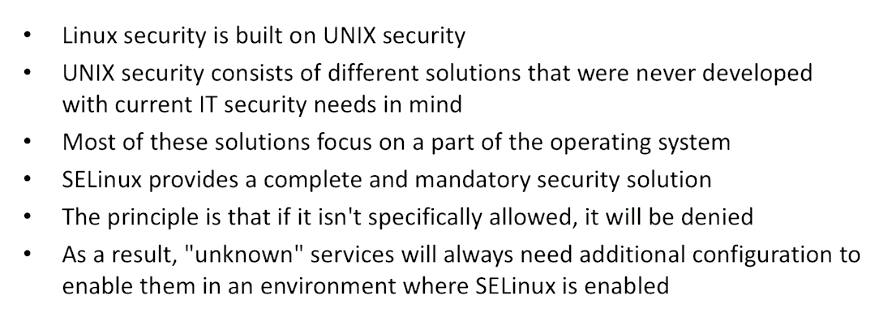 • Linux security is built on UNIX security
• UNIX security consists of different solutions that were never developed
with current IT security needs in mind
• Most of these solutions focus on a part of the operating system
• SELinux provides a complete and mandatory security solution
• The principle is that if it isn't specifically allowed, it will be denied
• As a result, "unknown" services will always need additional configuration to
enable them in an environment where SELinux is enabled